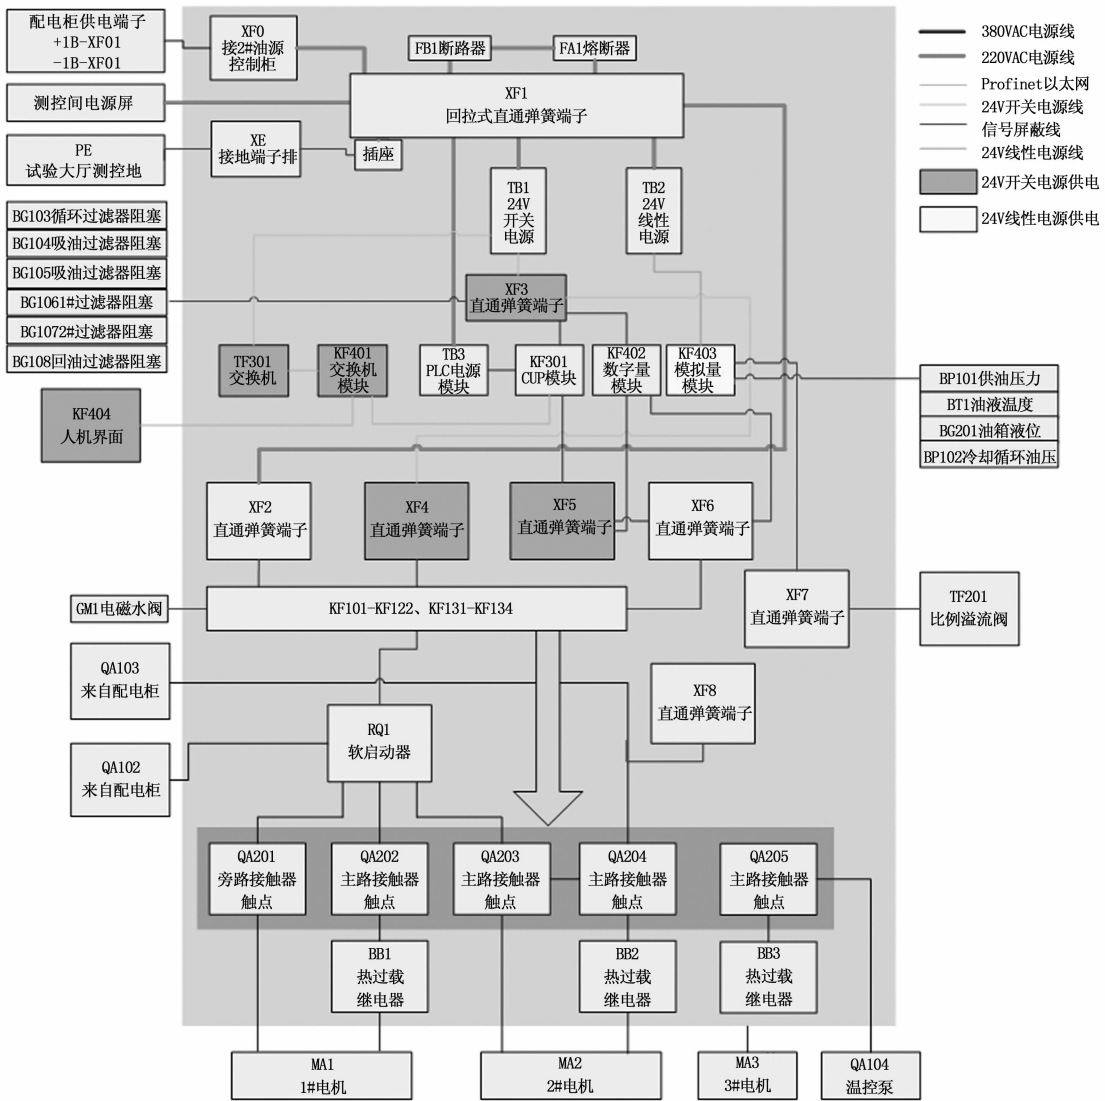 配电柜供电端子
+1B-XF01
-1B-XF01
XF0
接2#油源
控制柜
FB1断路器
FA1熔断器
380VAC电源线
220VAC电源线
Profinet以太网
24V开关电源线
信号屏蔽线
24V线性电源线
24V开关电源供电
24V线性电源供电
测控间电源屏
XF1
回拉式直通弹簧端子
PE
试验大厅测控地
XE
接地端子排
插座
TB1
24V
开关
电源
TB2
24V
线性
电源
BG103循环过滤器阻塞
BG104吸油过滤器阻塞
BG105吸油过滤器阻塞
BG1061#过滤器阻塞
BG1072#过滤器阻塞
BG108回油过滤器阻塞
XF3
直通弹簧端子
TF301
交换机
KF401
交换机
模块
TB3
PLC电源
模块
KF301
CUP模块
KF402
数字量
模块
KF403
模拟量
模块
BP101供油压力
BT1油液温度
BG201油箱液位
BP102冷却循环油压
KF404
人机界面
XF2
直通弹簧端子
XF4
直通弹簧端子
XF5
直通弹簧端子
XF6
直通弹簧端子
GM1电磁水阀
KF101-KF122、KF131-KF134
XF7
直通弹簧端子
TF201
比例溢流阀
QA103
来自配电柜
XF8
直通弹簧端子
RQ1
软启动器
QA102
来自配电柜
QA201
旁路接触器
触点
QA202
主路接触器
触点
QA203
主路接触器
触点
QA204
主路接触器
触点
QA205
主路接触器
触点
BB1
热过载
继电器
BB2
热过载
继电器
BB3
热过载
继电器
MA1
1#电机
MA2
2#电机
MA3
3#电机
QA104
温控泵